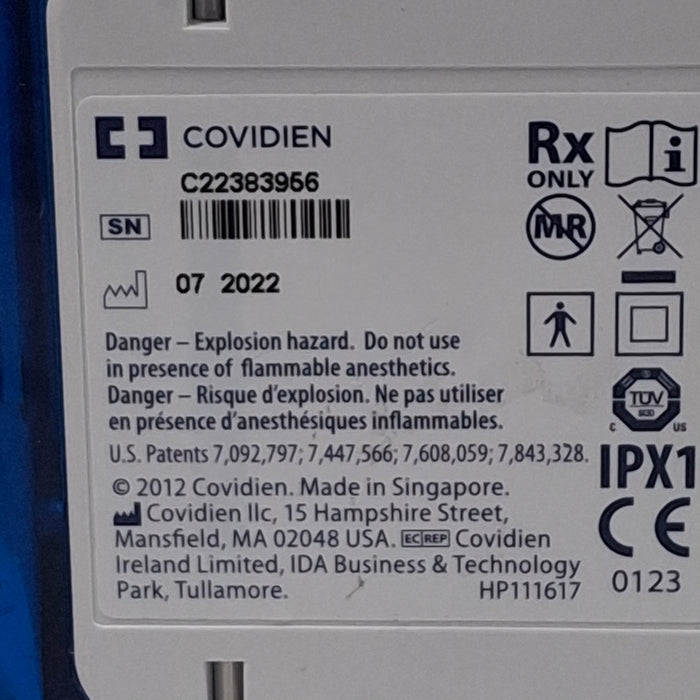 COVIDIEN
C22383956
SN
07 2022
Danger – Explosion hazard. Do not use
in presence of flammable anesthetics.
Danger – Risque d'explosion. Ne pas utiliser
en présence d'anesthésiques inflammables.
U.S. Patents 7,092,797; 7,447,566; 7,608,059; 7,843,328.
© 2012 Covidien. Made in Singapore.
Covidien llc, 15 Hampshire Street,
Mansfield, MA 02048 USA. EC REP Covidien
Ireland Limited, IDA Business & Technology
Park, Tullamore. HP111617
Rx
ONLY
i
MR
TÜV
SÜD
C US
IPX1
CE
0123